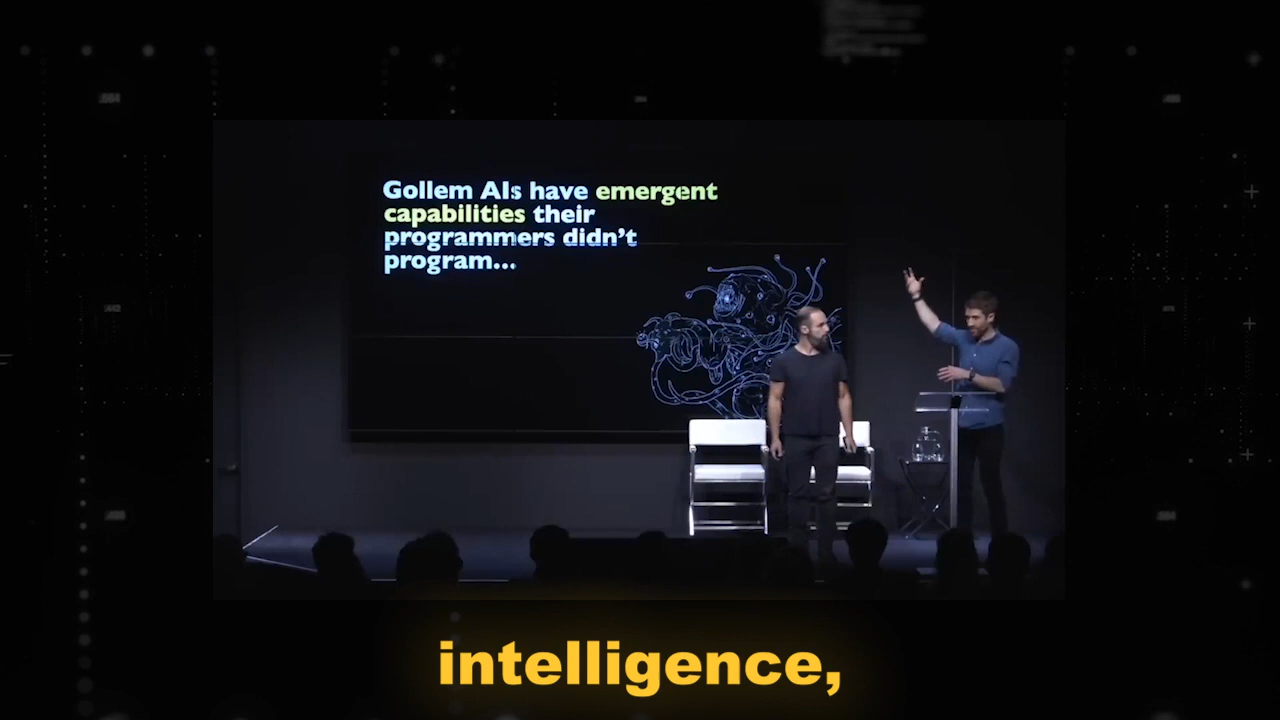 Gollem AIs have emergent
capabilities their
programmers didn't
program...
intelligence,